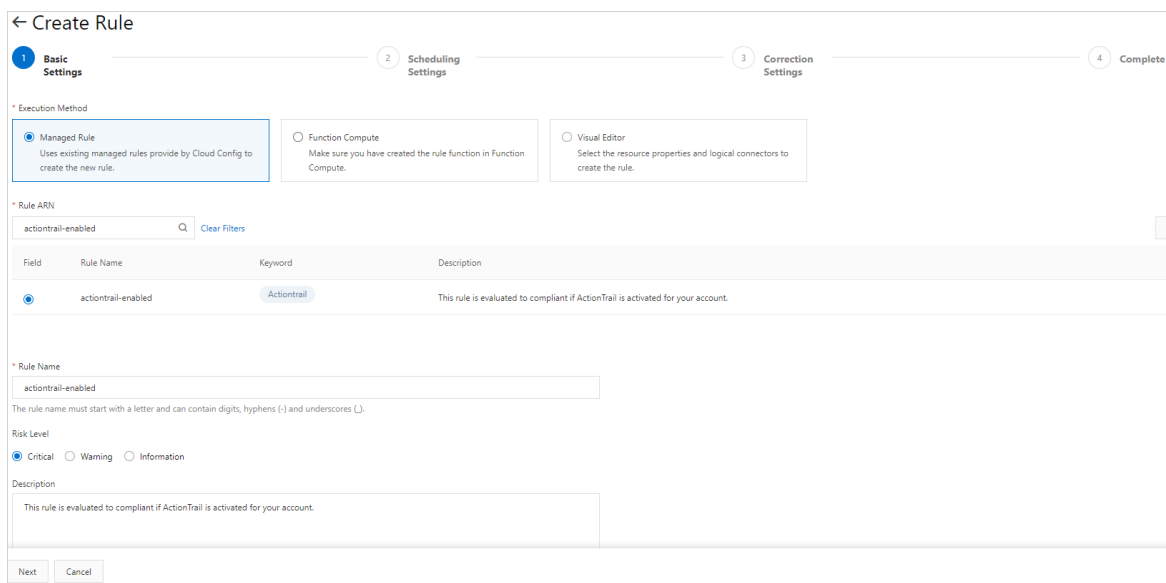 ← Create Rule
1 Basic Settings
2 Scheduling Settings
3 Correction Settings
4 Complete
* Execution Method
Managed Rule
Uses existing managed rules provide by Cloud Config to
create the new rule.
Function Compute
Make sure you have created the rule function in Function
Compute.
Visual Editor
Select the resource properties and logical connectors to
create the rule.
* Rule ARN
actiontrail-enabled
Clear Filters
Field Rule Name Keyword Description
actiontrail-enabled Actiontrail This rule is evaluated to compliant if ActionTrail is activated for your account.
* Rule Name
actiontrail-enabled
The rule name must start with a letter and can contain digits, hyphens (-) and underscores (_).
Risk Level
Critical Warning Information
Description
This rule is evaluated to compliant if ActionTrail is activated for your account.
Next Cancel